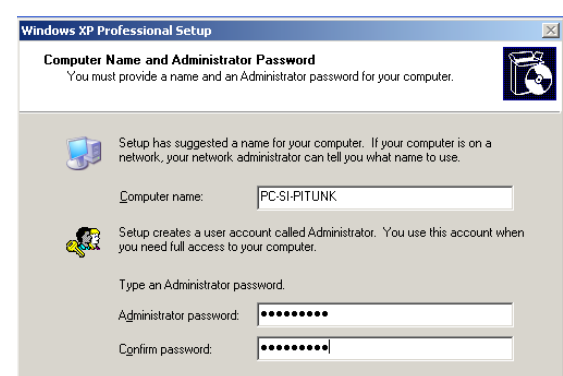 Windows XP Professional Setup
Computer Name and Administrator Password
You must provide a name and an Administrator password for your computer.
Setup has suggested a name for your computer. If your computer is on a
network, your network administrator can tell you what name to use.
Computer name: PC-SI-PITUNK
Setup creates a user account called Administrator. You use this account when
you need full access to your computer.
Type an Administrator password.
Administrator password: •••••••••
Confirm password: •••••••••